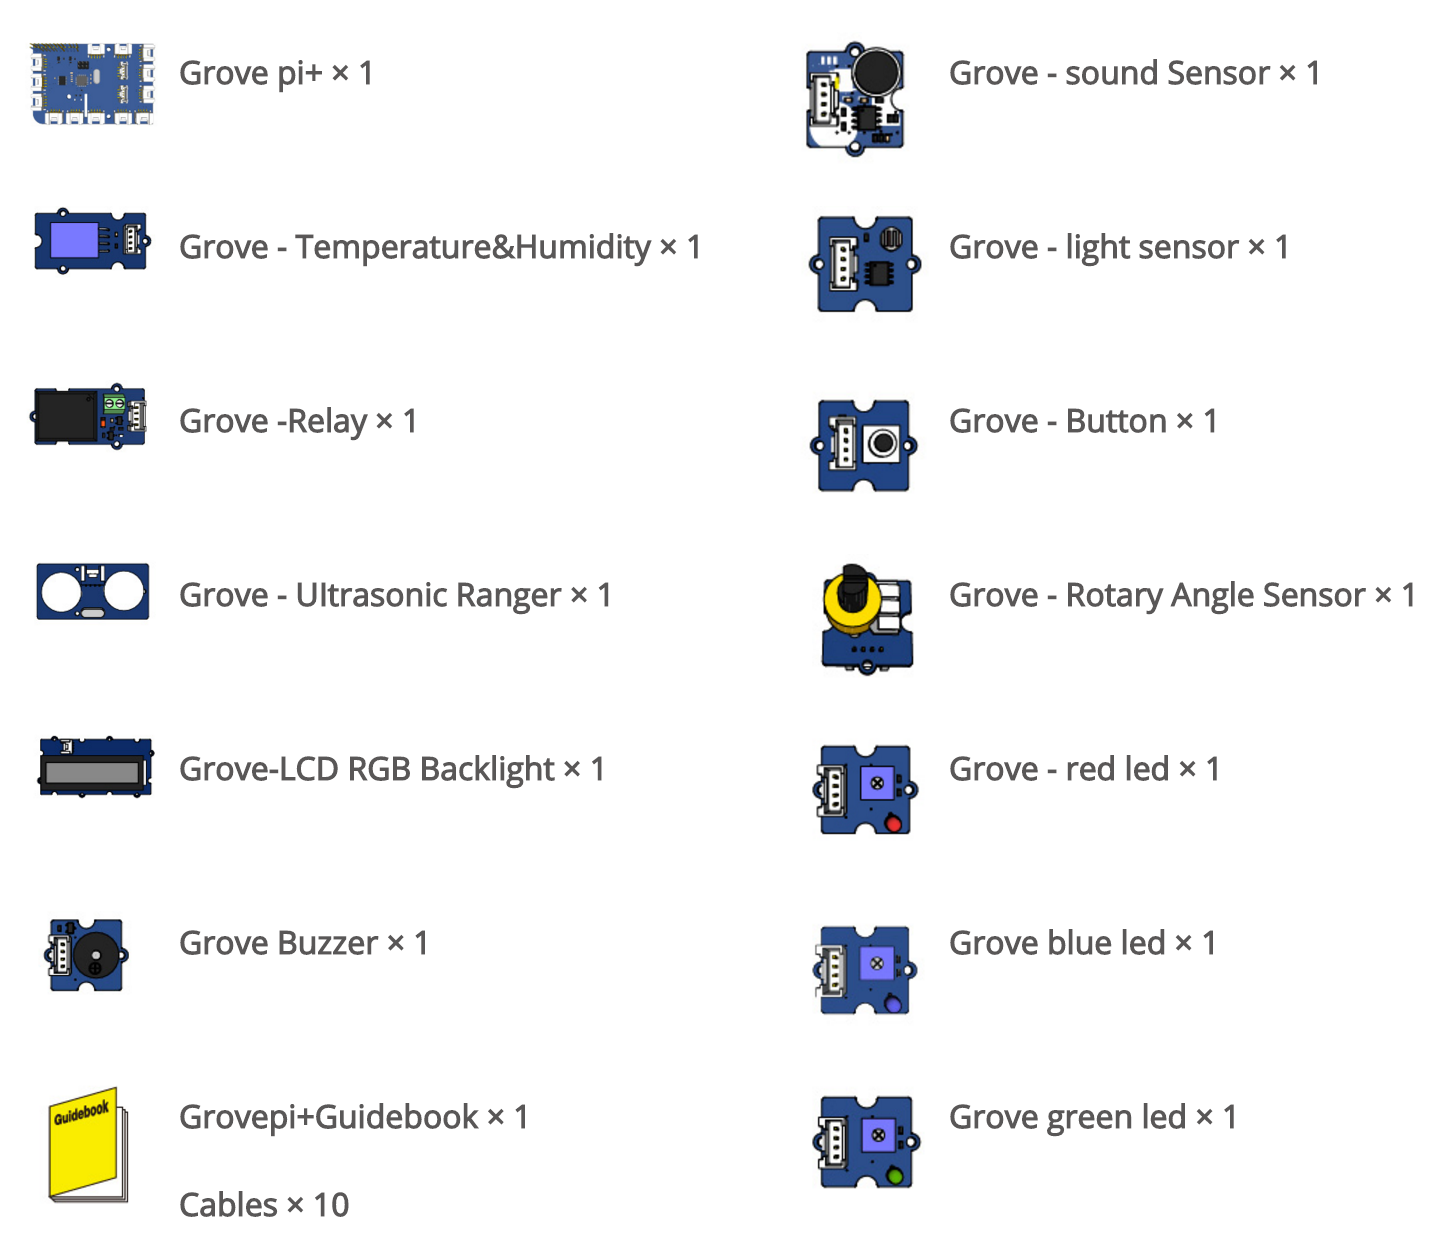 Grove pi+ × 1
Grove - sound Sensor × 1
Grove - Temperature&Humidity × 1
Grove - light sensor × 1
Grove -Relay × 1
Grove - Button × 1
Grove - Ultrasonic Ranger × 1
Grove - Rotary Angle Sensor × 1
Grove-LCD RGB Backlight × 1
Grove - red led × 1
Grove Buzzer × 1
Grove blue led × 1
Guidebook
Grovepi+Guidebook × 1
Grove green led × 1
Cables × 10